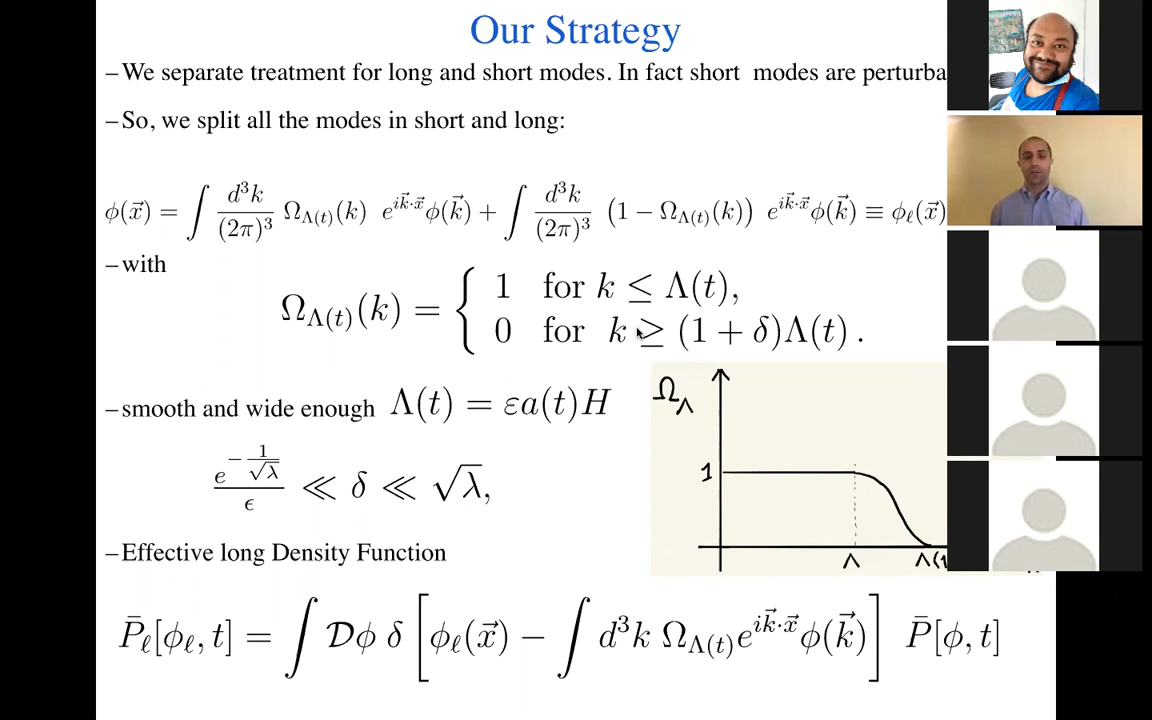 Our Strategy
– We separate treatment for long and short modes. In fact short modes are perturba
– So, we split all the modes in short and long:
ϕ(x⃗) = ∫ d³k/(2π)³ Ω_Λ(t)(k) e^{ik⃗·x⃗} ϕ(k⃗) + ∫ d³k/(2π)³ (1 − Ω_Λ(t)(k)) e^{ik⃗·x⃗} ϕ(k⃗) ≡ ϕ_ℓ(x⃗)
– with
Ω_Λ(t)(k) = { 1 for k ≤ Λ(t),
0 for k ≥ (1 + δ)Λ(t) .
– smooth and wide enough Λ(t) = εa(t)H
e^{−1/√λ}/ϵ ≪ δ ≪ √λ,
Ω_Λ
1
Λ Λ(1
– Effective long Density Function
P̄_ℓ[ϕ_ℓ, t] = ∫ 𝒟ϕ δ [ϕ_ℓ(x⃗) − ∫ d³k Ω_Λ(t) e^{ik⃗·x⃗} ϕ(k⃗)] P̄[ϕ, t]